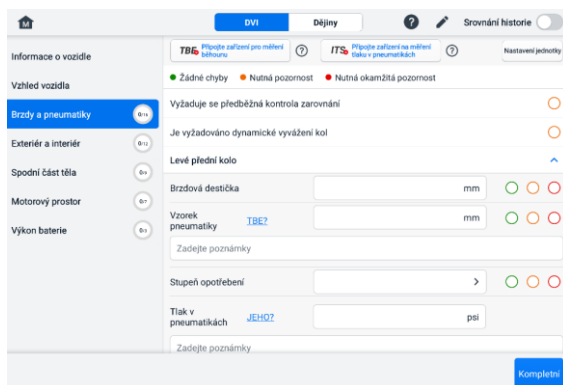 M
DVI
Dějiny
?
Srovnání historie
Informace o vozidle
Vzhled vozidla
Brzdy a pneumatiky
Exteriér a interiér
Spodní část těla
Motorový prostor
Výkon baterie
TBE Připojte zařízení pro měření běhounu ?
ITS Připojte zařízení na měření tlaku v pneumatikách ?
Nastavení jednotky
Žádné chyby
Nutná pozornost
Nutná okamžitá pozornost
Vyžaduje se předběžná kontrola zarovnání
Je vyžadováno dynamické vyvážení kol
Levé přední kolo
Brzdová destička
mm
Vzorek pneumatiky
TBE?
mm
Zadejte poznámky
Stupeň opotřebení
Tlak v pneumatikách
JEHO?
psi
Zadejte poznámky
Kompletní